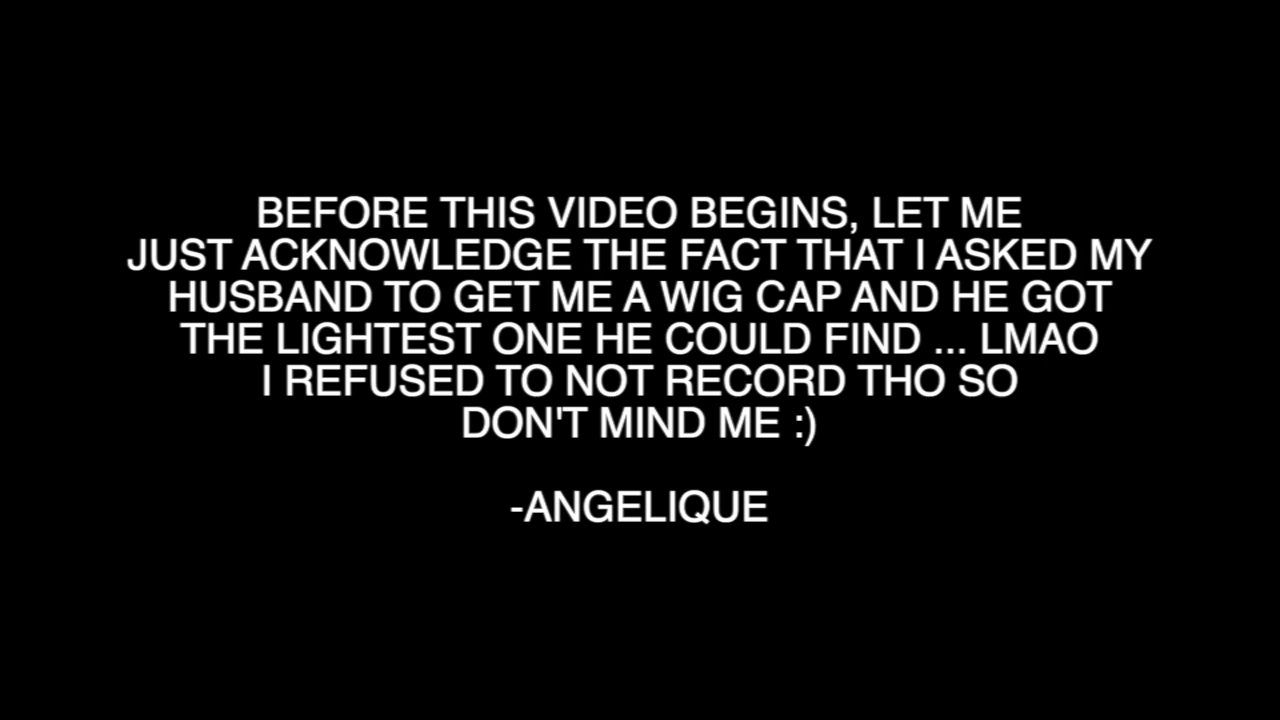 BEFORE THIS VIDEO BEGINS, LET ME
JUST ACKNOWLEDGE THE FACT THAT I ASKED MY
HUSBAND TO GET ME A WIG CAP AND HE GOT
THE LIGHTEST ONE HE COULD FIND ... LMAO
I REFUSED TO NOT RECORD THO SO
DON'T MIND ME :)
-ANGELIQUE